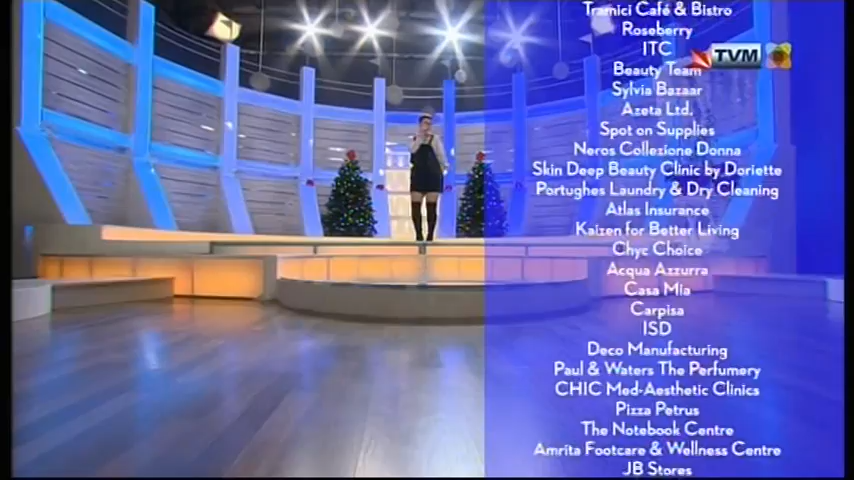 Tramici Café & Bistro
Roseberry
ITC
TVM
Beauty Team
Sylvia Bazaar
Azeta Ltd.
Spot on Supplies
Neros Collezione Donna
Skin Deep Beauty Clinic by Doriette
Portughes Laundry & Dry Cleaning
Atlas Insurance
Kaizen for Better Living
Chyc Choice
Acqua Azzurra
Casa Mia
Carpisa
ISD
Deco Manufacturing
Paul & Waters The Perfumery
CHIC Med-Aesthetic Clinics
Pizza Petrus
The Notebook Centre
Amrita Footcare & Wellness Centre
JB Stores